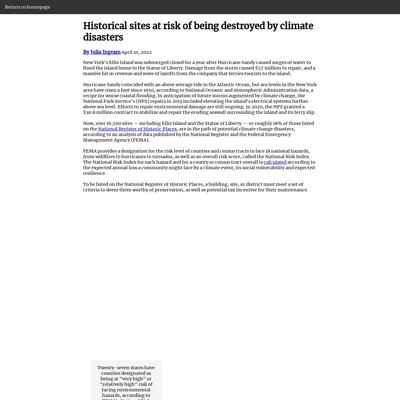 Return to homepage
Historical sites at risk of being destroyed by climate
disasters
By Julia Ingram April 10, 2022
New York's Ellis Island was submerged closed for a year after Hurricane Sandy caused surges of water to
flood the island home to the Statue of Liberty. Damage from the storm caused $77 million to repair, and a
massive hit in revenue and wave of layoffs from the company that ferries tourists to the island.
Hurricane Sandy coincided with an above average tide in the Atlantic Ocean, but sea levels in the New York
area have risen a foot since 1950, according to National Oceanic and Atmospheric Administration data, a
recipe for worse coastal flooding. In anticipation of future storms augmented by climate change, the
National Park Service's (NPS) repairs in 2013 included elevating the island's electrical systems further
above sea level. Efforts to repair environmental damage are still ongoing: in 2020, the NPS granted a
million contract to stabilize and repair the ending seawall surrounding the island and its ferry slip.
Now, over 16,500 sites — including Ellis Island and the Statue of Liberty — or roughly 18% of those listed
on the National Register of Historic Places, are in the path of potential climate change disasters,
according to an analysis of data published by the National Register and the Federal Emergency
Management Agency (FEMA).
FEMA provides a designation for the risk level of counties and census tracts to face 18 national hazards,
from wildfires to hurricanes to tornados, as well as an overall risk score, called the National Risk Index.
The National Risk Index for each hazard and for a county or census tract overall is calculated according to
the expected annual loss a community might face by a climate event, its social vulnerability and expected
resilience.
To be listed on the National Register of Historic Places, a building, site, or district must meet a set of
criteria to deem them worthy of preservation, as well as potential tax incentive for their maintenance.
Twenty-seven states have
counties designated as
being at "very high" or
"relatively high" risk of
facing environmental
hazards, according to